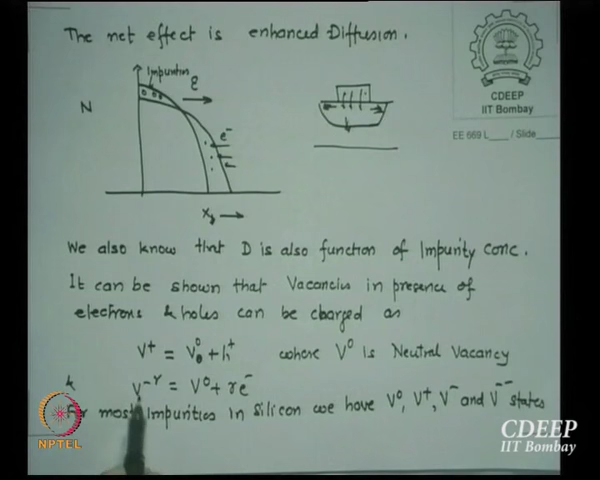 The net effect is enhanced Diffusion.
Impurities
ε
N
e⁻
xⱼ →
CDEEP
IIT Bombay
EE 669 L____ / Slide____
We also know that D is also function of Impurity conc.
It can be shown that Vacancies in presence of
electrons & holes can be charged as
V⁺ = V⁰ + h⁺ where V⁰ is Neutral Vacancy
& V⁻ʳ = V⁰ + re⁻
For most Impurities in Silicon we have V⁰, V⁺, V⁻ and V⁻⁻ states
NPTEL
CDEEP
IIT Bombay